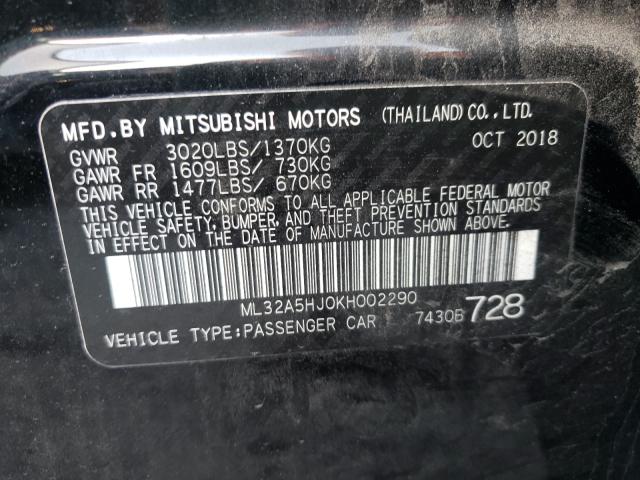 MFD.BY MITSUBISHI MOTORS (THAILAND)CO.,LTD.
GVWR 3020LBS/1370KG OCT 2018
GAWR FR 1609LBS/ 730KG
GAWR RR 1477LBS/ 670KG
THIS VEHICLE CONFORMS TO ALL APPLICABLE FEDERAL MOTOR
VEHICLE SAFETY, BUMPER, AND THEFT PREVENTION STANDARDS
IN EFFECT ON THE DATE OF MANUFACTURE SHOWN ABOVE.
ML32A5HJ0KH002290
VEHICLE TYPE:PASSENGER CAR 7430B 728